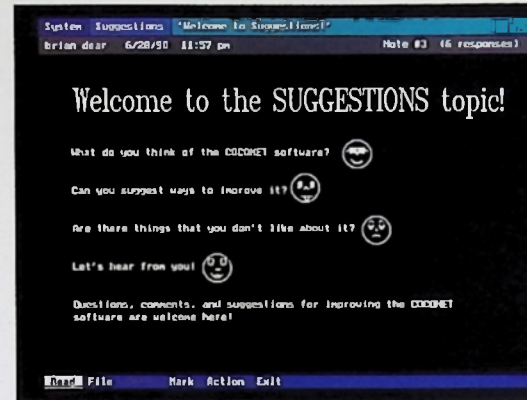 System Suggestions "Welcome to Suggestions!"
brian dear 6/28/90 11:57 pm Note #3 (6 responses)
Welcome to the SUGGESTIONS topic!
What do you think of the COCONET software?
Can you suggest ways to improve it?
Are there things that you don't like about it?
Let's hear from you!
Questions, comments, and suggestions for improving the COCONET
software are welcome here!
Read File Mark Action Exit